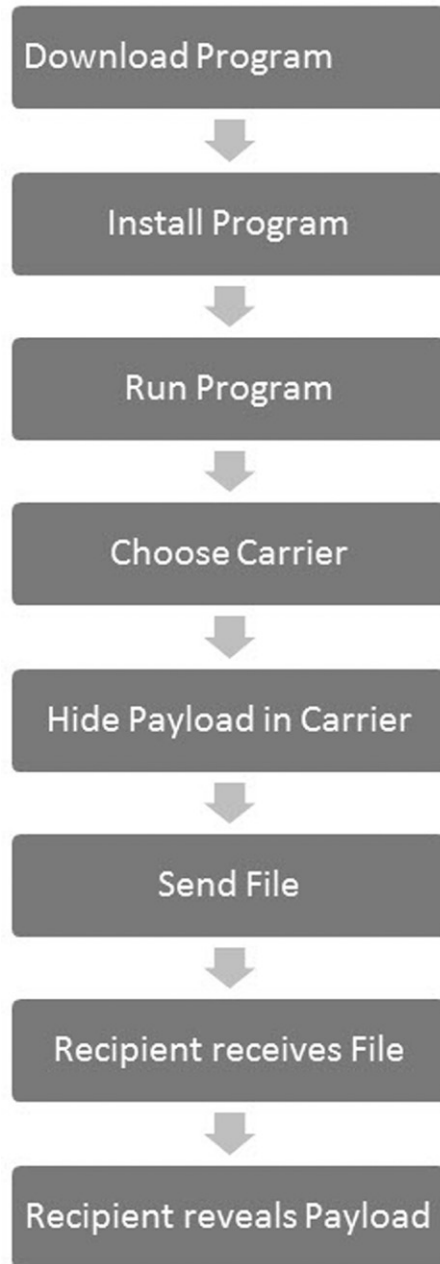 Download Program
Install Program
Run Program
Choose Carrier
Hide Payload in Carrier
Send File
Recipient receives File
Recipient reveals Payload